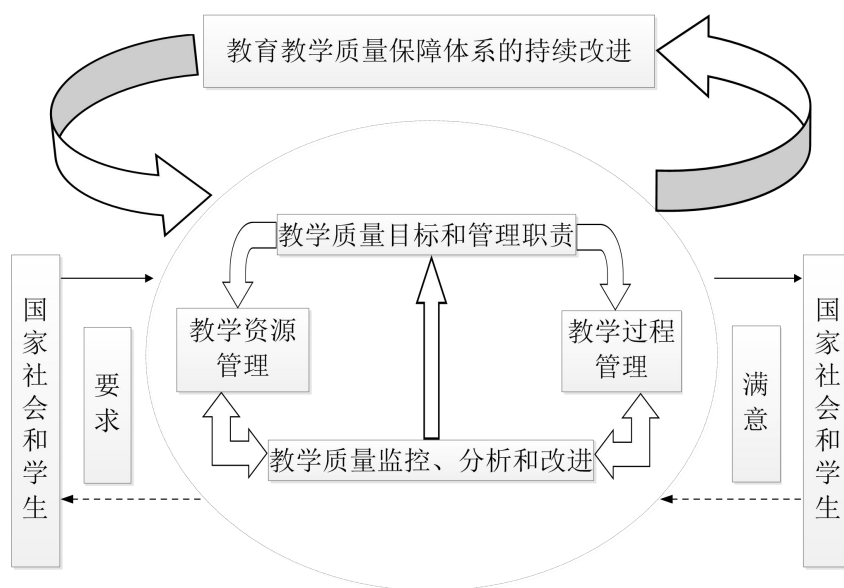 教育教学质量保障体系的持续改进
教学质量目标和管理职责
国家社会和学生
要求
教学资源
管理
教学过程
管理
满意
国家社会和学生
教学质量监控、分析和改进